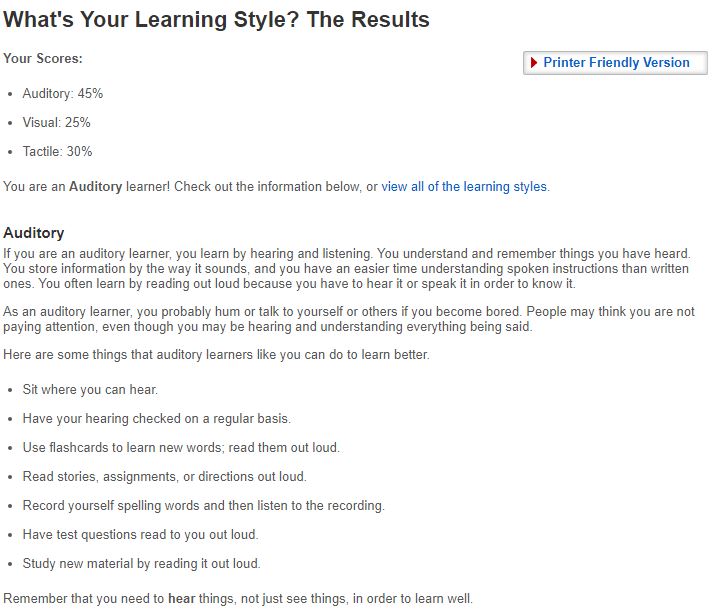 What's Your Learning Style? The Results
Your Scores:
Printer Friendly Version
• Auditory: 45%
• Visual: 25%
• Tactile: 30%
You are an Auditory learner! Check out the information below, or view all of the learning styles.
Auditory
If you are an auditory learner, you learn by hearing and listening. You understand and remember things you have heard.
You store information by the way it sounds, and you have an easier time understanding spoken instructions than written
ones. You often learn by reading out loud because you have to hear it or speak it in order to know it.
As an auditory learner, you probably hum or talk to yourself or others if you become bored. People may think you are not
paying attention, even though you may be hearing and understanding everything being said.
Here are some things that auditory learners like you can do to learn better.
• Sit where you can hear.
• Have your hearing checked on a regular basis.
• Use flashcards to learn new words; read them out loud.
• Read stories, assignments, or directions out loud.
• Record yourself spelling words and then listen to the recording.
• Have test questions read to you out loud.
• Study new material by reading it out loud.
Remember that you need to hear things, not just see things, in order to learn well.